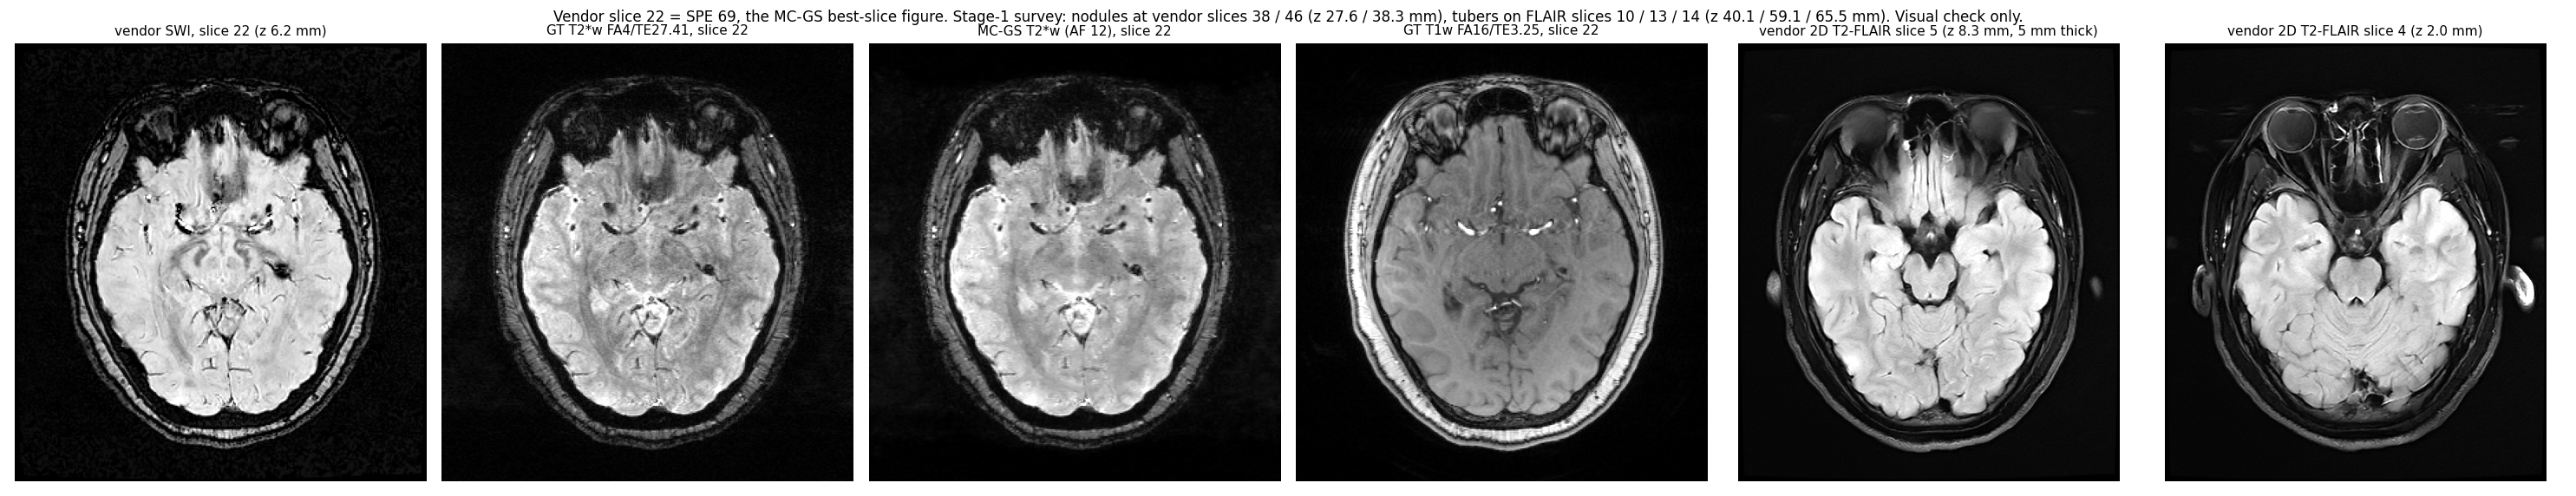 Vendor slice 22 = SPE 69, the MC-GS best-slice figure. Stage-1 survey: nodules at vendor slices 38 / 46 (z 27.6 / 38.3 mm), tubers on FLAIR slices 10 / 13 / 14 (z 40.1 / 59.1 / 65.5 mm). Visual check only.
vendor SWI, slice 22 (z 6.2 mm)
GT T2*w FA4/TE27.41, slice 22
MC-GS T2*w (AF 12), slice 22
GT T1w FA16/TE3.25, slice 22
vendor 2D T2-FLAIR slice 5 (z 8.3 mm, 5 mm thick)
vendor 2D T2-FLAIR slice 4 (z 2.0 mm)